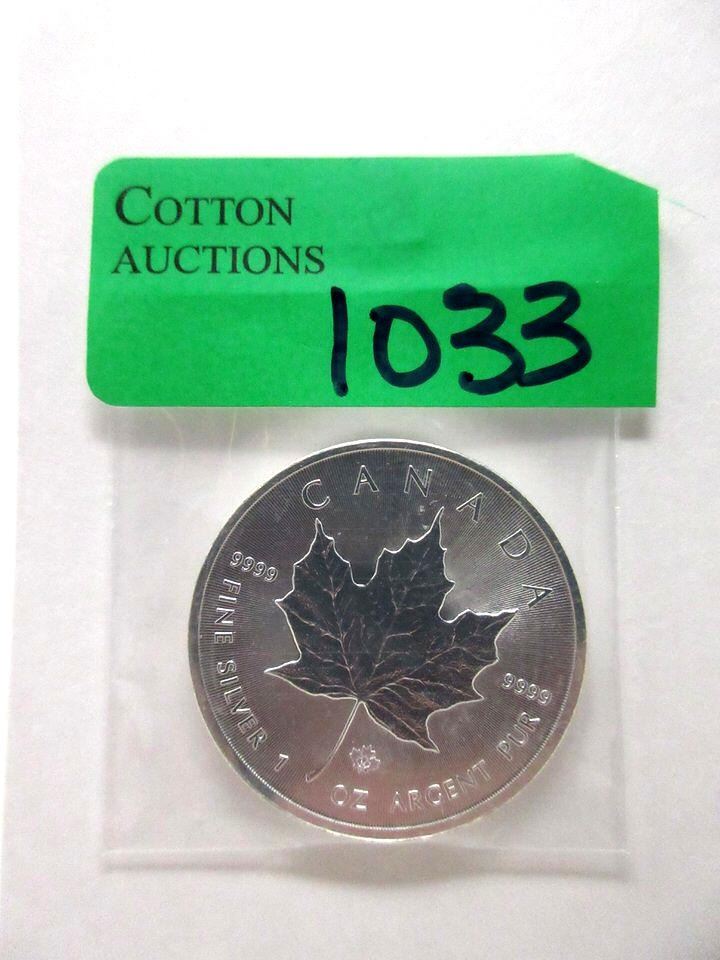 COTTON
AUCTIONS
1033
CANADA
9999
9999
FINE SILVER 1 OZ ARGENT PUR